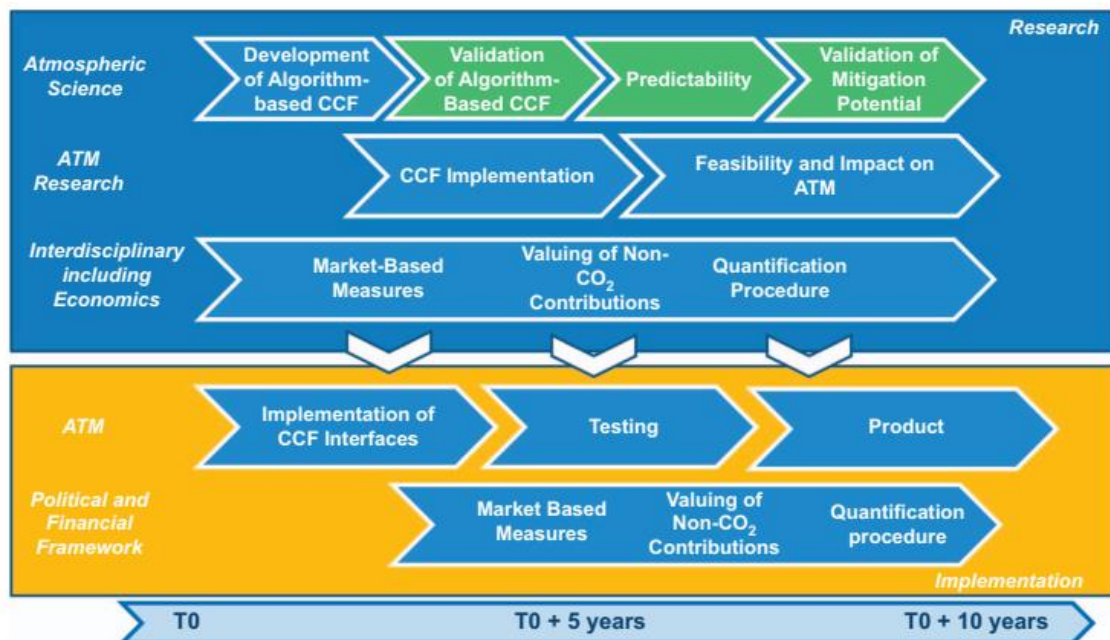 Research
Atmospheric
Science
Development
of Algorithm-
based CCF
Validation
of Algorithm-
Based CCF
Predictability
Validation of
Mitigation
Potential
ATM
Research
CCF Implementation
Feasibility and Impact on
ATM
Interdisciplinary
including
Economics
Market-Based
Measures
Valuing of Non-
CO₂
Contributions
Quantification
Procedure
ATM
Implementation of
CCF Interfaces
Testing
Product
Political and
Financial
Framework
Market Based
Measures
Valuing of
Non-CO₂
Contributions
Quantification
procedure
Implementation
T0
T0 + 5 years
T0 + 10 years